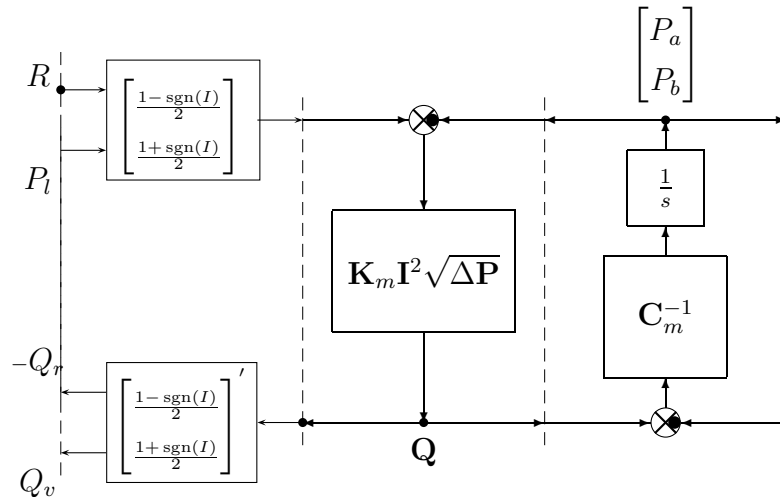 [P_a
P_b]
R
[(1−sgn(I))/2
(1+sgn(I))/2]
P_l
1/s
K_m I^2 √ΔP
C_m^{-1}
−Q_r
[(1−sgn(I))/2
(1+sgn(I))/2]′
Q_v
Q